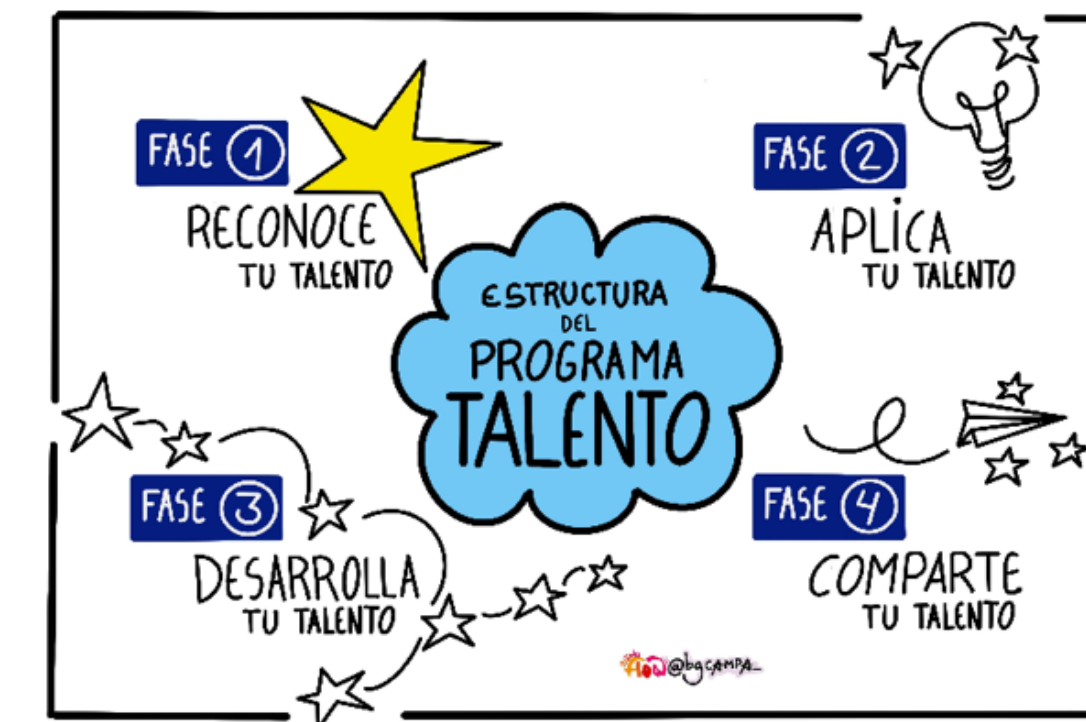 FASE 1
RECONOCE
TU TALENTO
FASE 2
APLICA
TU TALENTO
ESTRUCTURA
DEL
PROGRAMA
TALENTO
FASE 3
DESARROLLA
TU TALENTO
FASE 4
COMPARTE
TU TALENTO
@bgcampa_